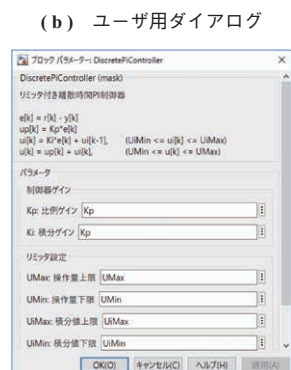 (b) ユーザ用ダイアログ
ブロック パラメーター: DiscretePiController
DiscretePiController (mask)
リミッタ付き離散時間PI制御器
e[k] = r[k] - y[k]
up[k] = Kp*e[k]
ui[k] = Ki*e[k] + ui[k-1], (UiMin <= ui[k] <= UiMax)
u[k] = up[k] + ui[k], (UMin <= u[k] <= UMax)
パラメータ
制御器ゲイン
Kp: 比例ゲイン Kp
Ki: 積分ゲイン Kp
リミッタ設定
UMax: 操作量上限 UMax
UMin: 操作量下限 UMin
UiMax: 積分値上限 UiMax
UiMin: 積分値下限 UiMin
OK(O) キャンセル(C) ヘルプ(H) 適用(A)